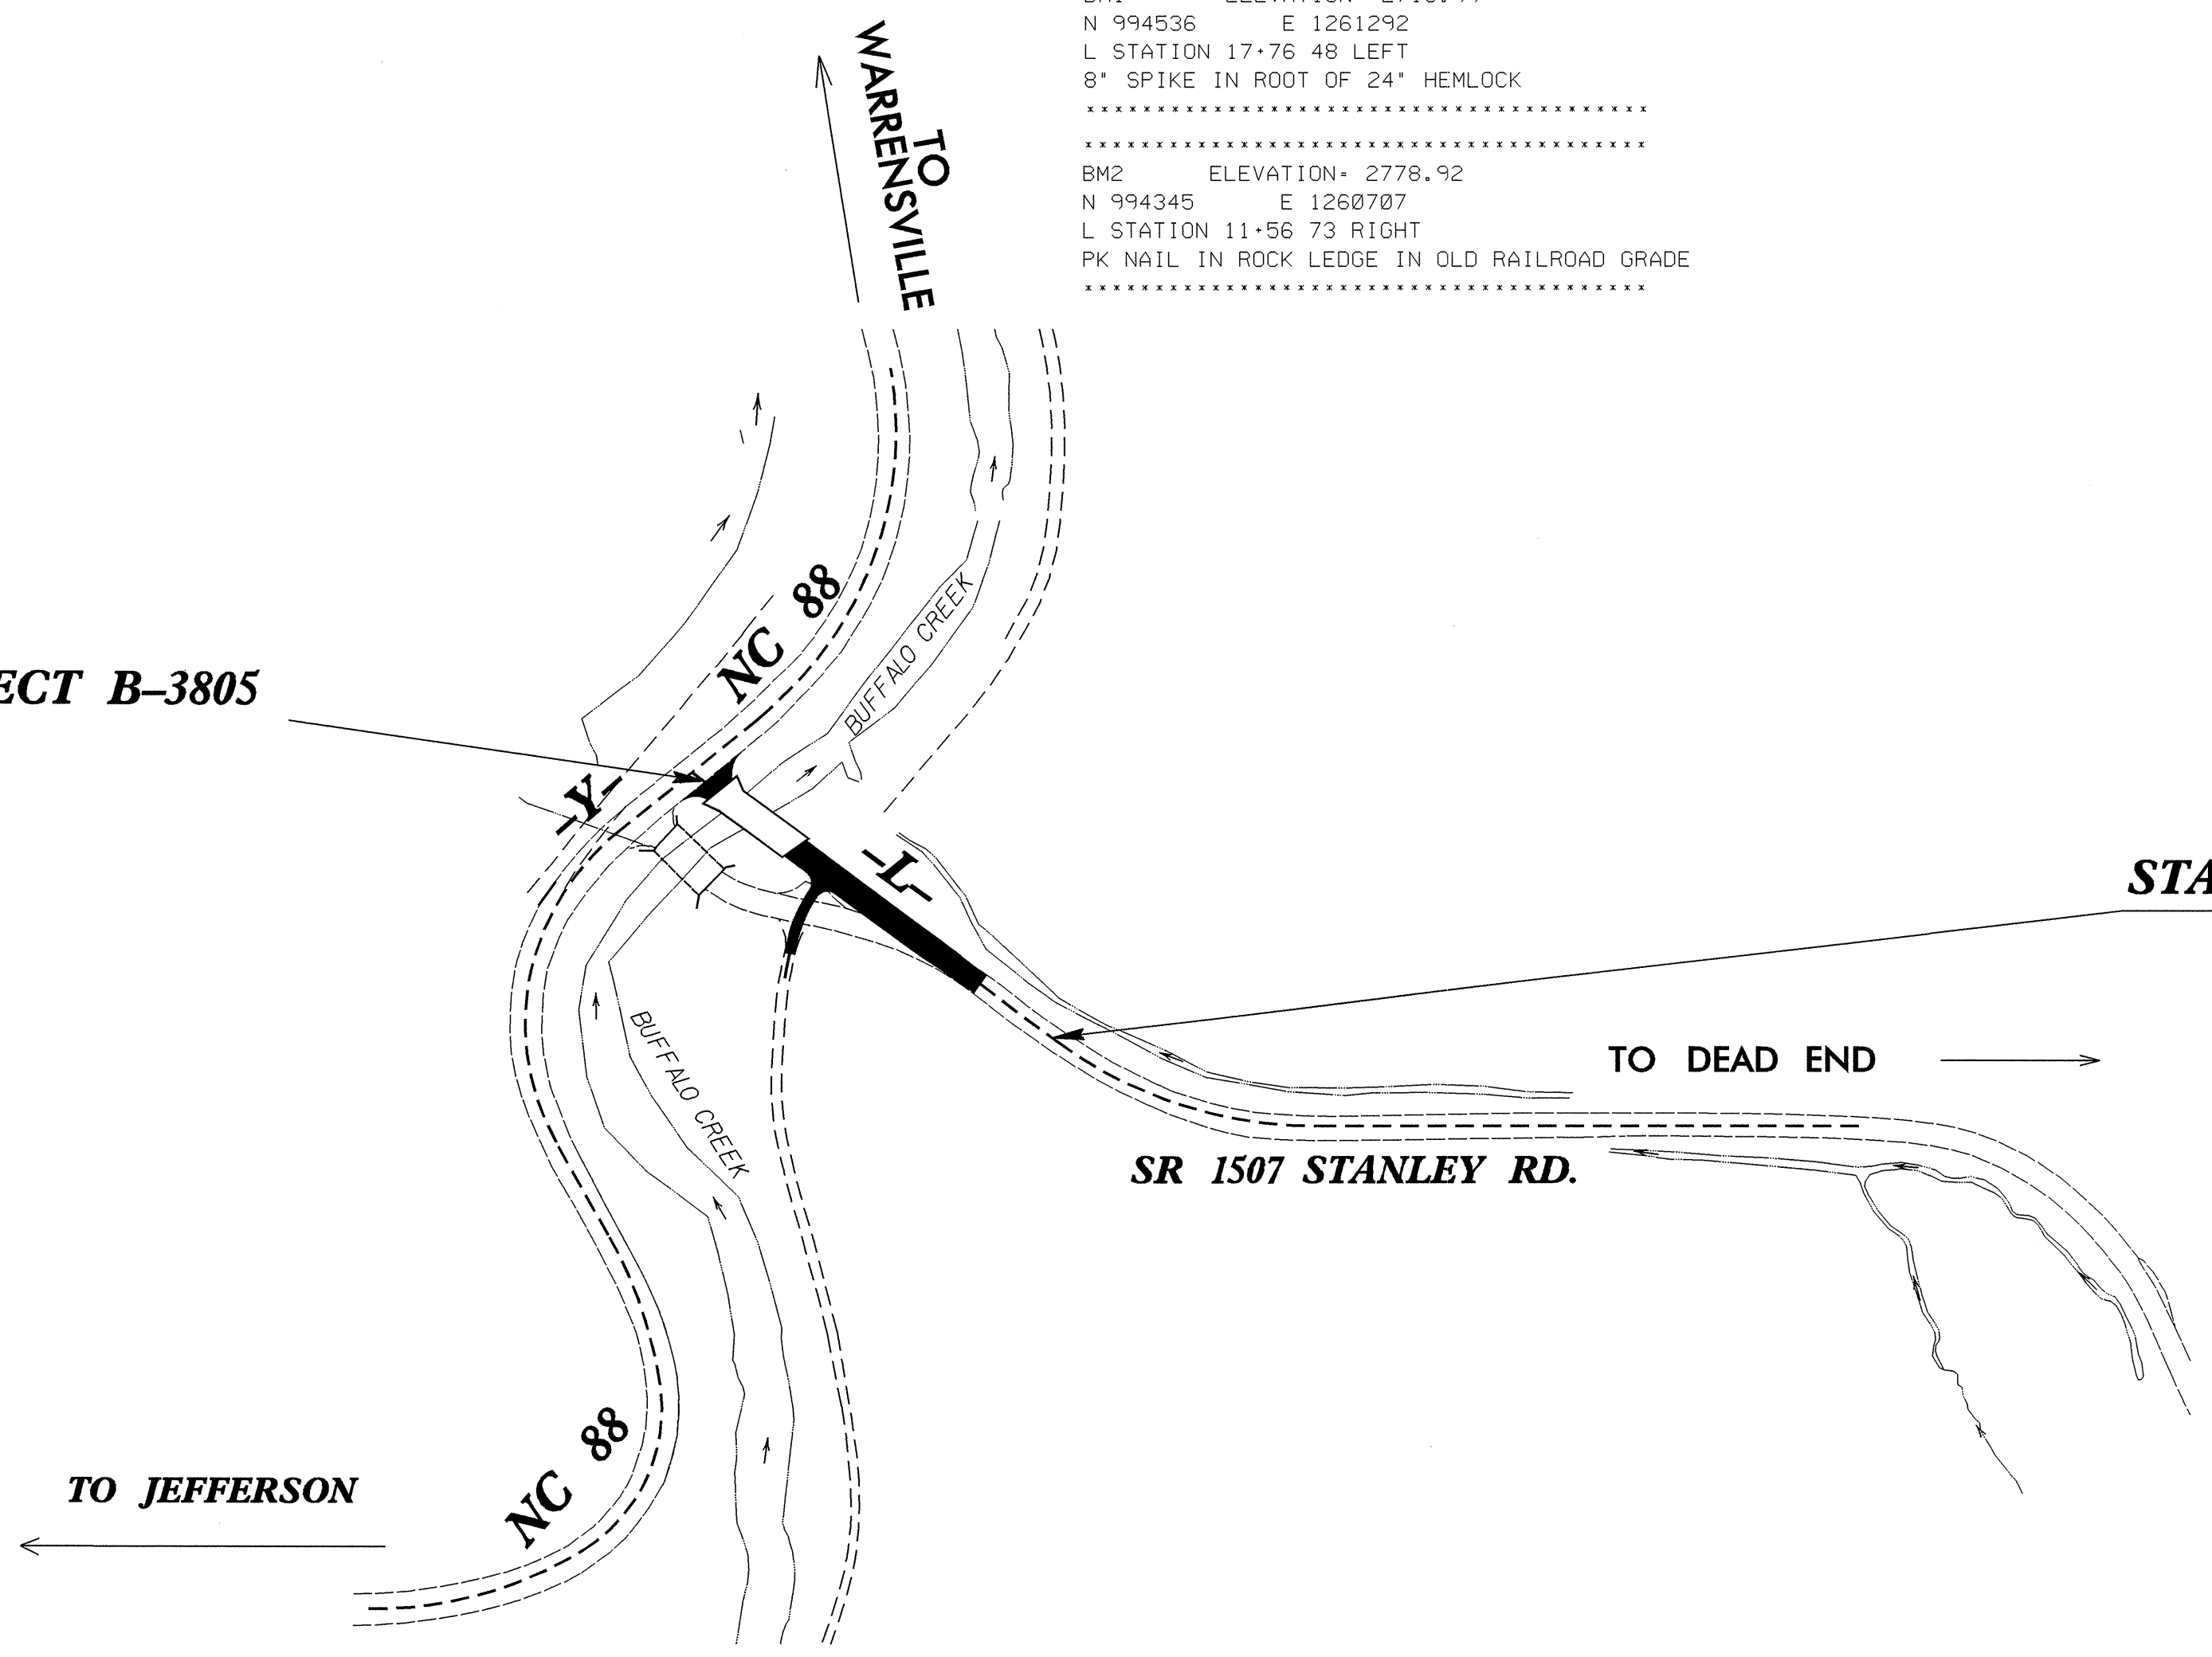 N 994536 E 1261292
L STATION 17+76 48 LEFT
8" SPIKE IN ROOT OF 24" HEMLOCK
****************************************
****************************************
BM2 ELEVATION= 2778.92
N 994345 E 1260707
L STATION 11+56 73 RIGHT
PK NAIL IN ROCK LEDGE IN OLD RAILROAD GRADE
****************************************
TO
WARRENSVILLE
NC 88
BUFFALO CREEK
ECT B-3805
-Y-
-L-
STA
BUFFALO CREEK
TO DEAD END
SR 1507 STANLEY RD.
NC 88
TO JEFFERSON